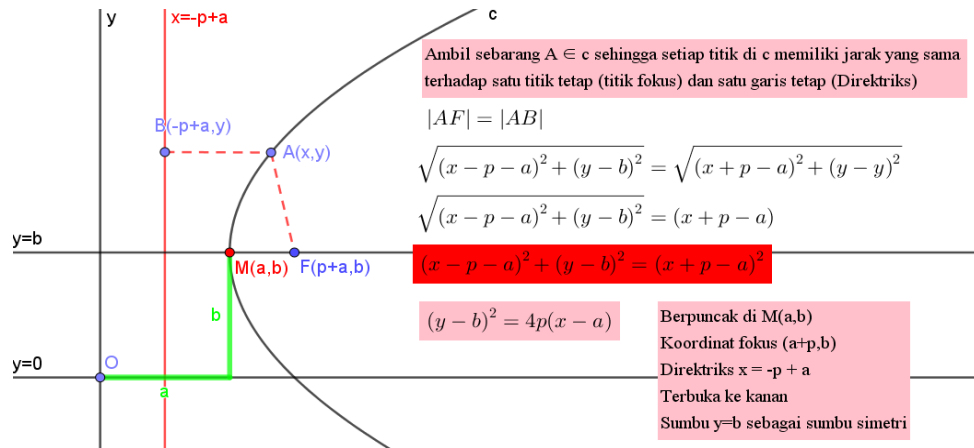 y
x=-p+a
c
Ambil sebarang A ∈ c sehingga setiap titik di c memiliki jarak yang sama
terhadap satu titik tetap (titik fokus) dan satu garis tetap (Direktriks)
|AF| = |AB|
B(-p+a,y)
A(x,y)
√((x − p − a)² + (y − b)²) = √((x + p − a)² + (y − y)²)
√((x − p − a)² + (y − b)²) = (x + p − a)
y=b
M(a,b)
F(p+a,b)
(x − p − a)² + (y − b)² = (x + p − a)²
b
(y − b)² = 4p(x − a)
Berpuncak di M(a,b)
Koordinat fokus (a+p,b)
Direktriks x = -p + a
Terbuka ke kanan
Sumbu y=b sebagai sumbu simetri
y=0
O
a